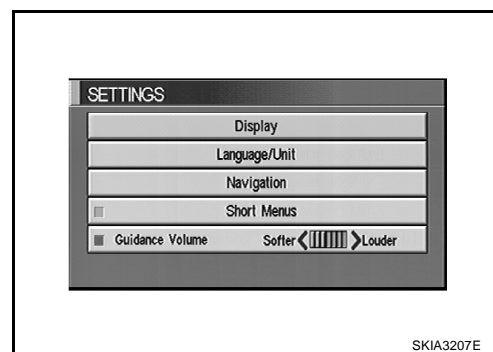 SETTINGS
Display
Language/Unit
Navigation
Short Menus
Guidance Volume Softer Louder
SKIA3207E